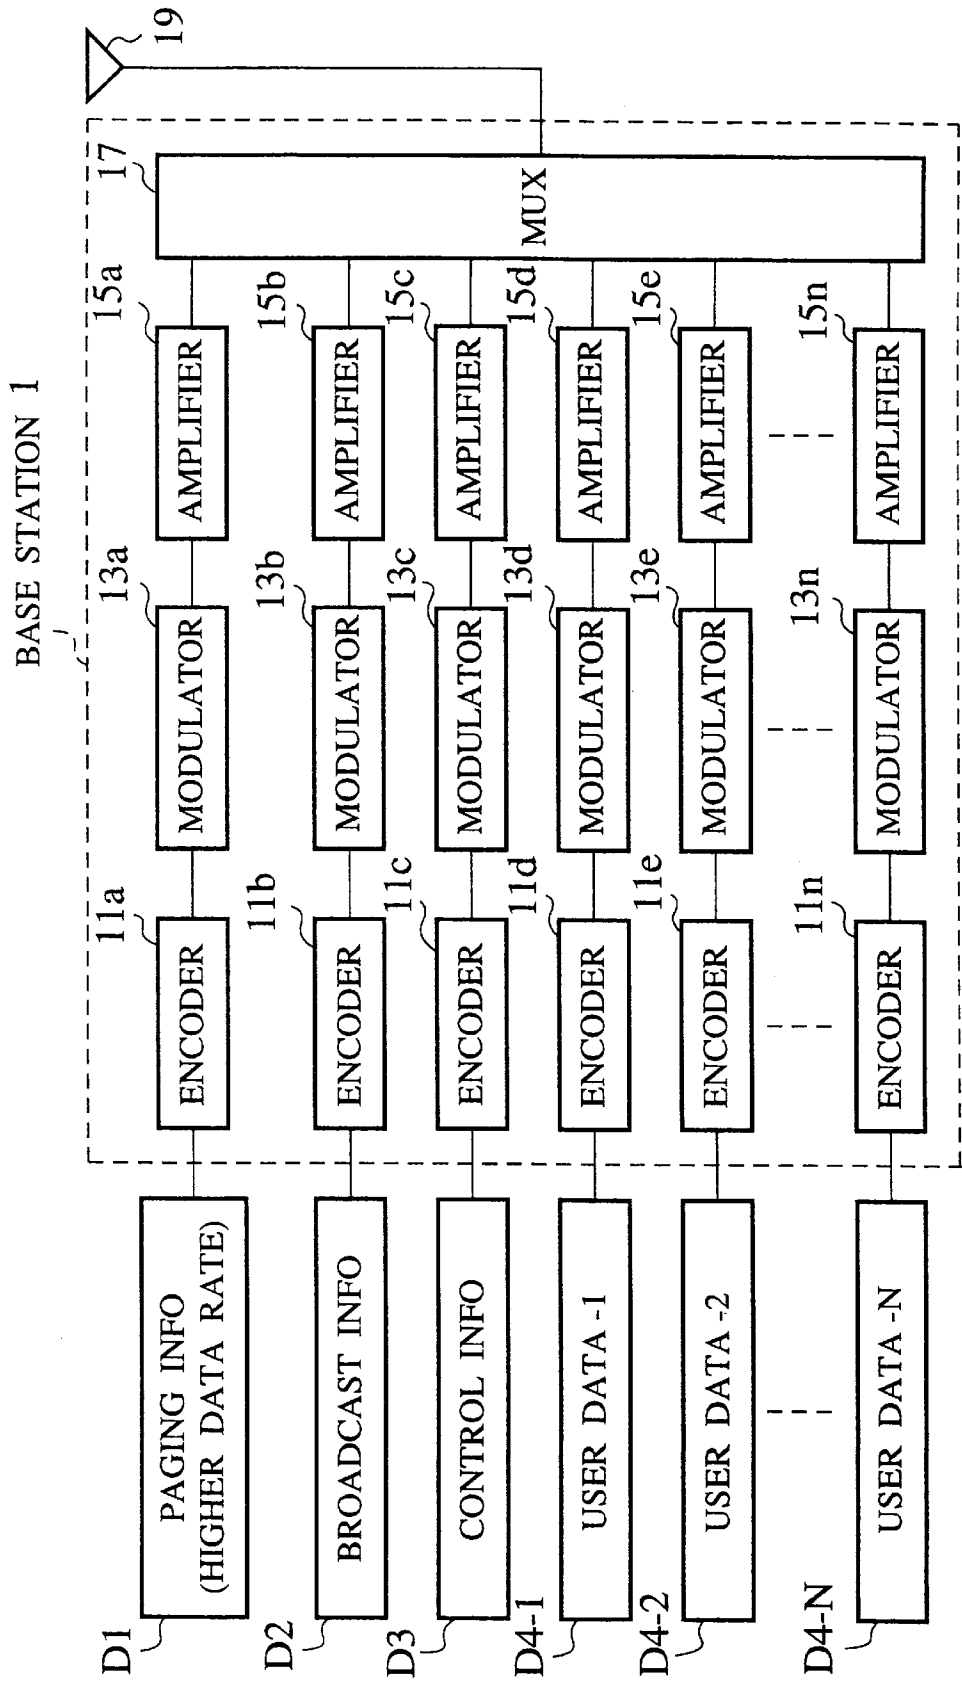 BASE STATION 1
D1
PAGING INFO
(HIGHER DATA RATE)
11a
ENCODER
13a
MODULATOR
15a
AMPLIFIER
17
MUX
19
D2
BROADCAST INFO
11b
ENCODER
13b
MODULATOR
15b
AMPLIFIER
D3
CONTROL INFO
11c
ENCODER
13c
MODULATOR
15c
AMPLIFIER
D4-1
USER DATA -1
11d
ENCODER
13d
MODULATOR
15d
AMPLIFIER
D4-2
USER DATA -2
11e
ENCODER
13e
MODULATOR
15e
AMPLIFIER
D4-N
USER DATA -N
11n
ENCODER
13n
MODULATOR
15n
AMPLIFIER